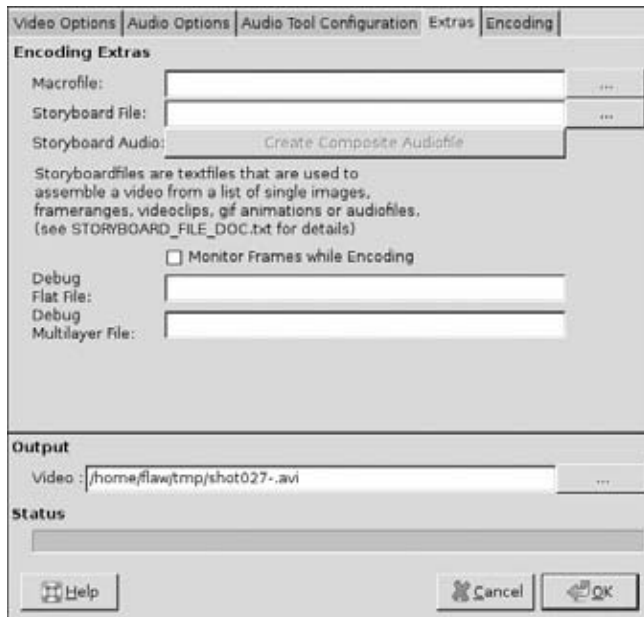 Video Options Audio Options Audio Tool Configuration Extras Encoding
Encoding Extras
Macrofile: ...
Storyboard File: ...
Storyboard Audio: Create Composite Audiofile
Storyboardfiles are textfiles that are used to
assemble a video from a list of single images,
frameranges, videoclips, gif animations or audiofiles.
(see STORYBOARD_FILE_DOC.txt for details)
Monitor Frames while Encoding
Debug
Flat File:
Debug
Multilayer File:
Output
Video : /home/flaw/tmp/shot027-.avi ...
Status
Help Cancel OK